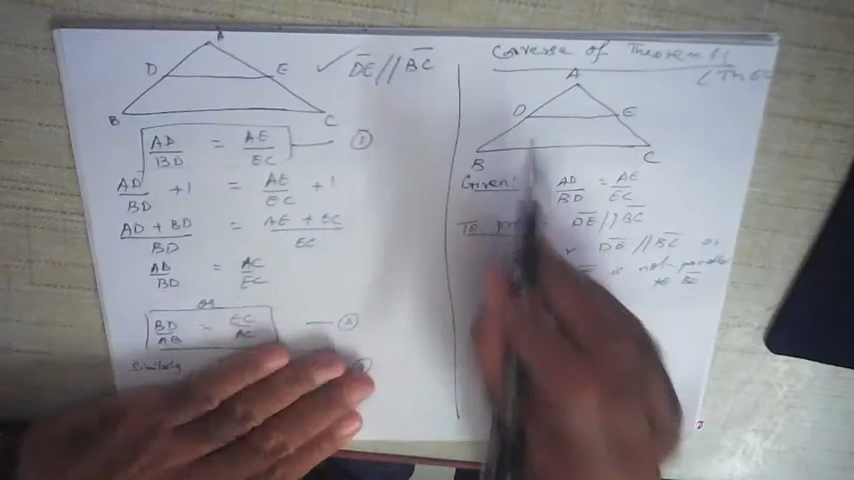 A
D E
B C
✓ DE // BC
AD/BD = AE/EC — ①
AD/BD + 1 = AE/EC + 1
AD + BD/BD = AE + EC/EC
AB/BD = AC/EC
or
BD/AB = EC/AC — ②
Similarly
Converse of Theorem
A
D E
B C
Given: AD/BD = AE/EC
To DE // BC
DE // BC or
is not
to